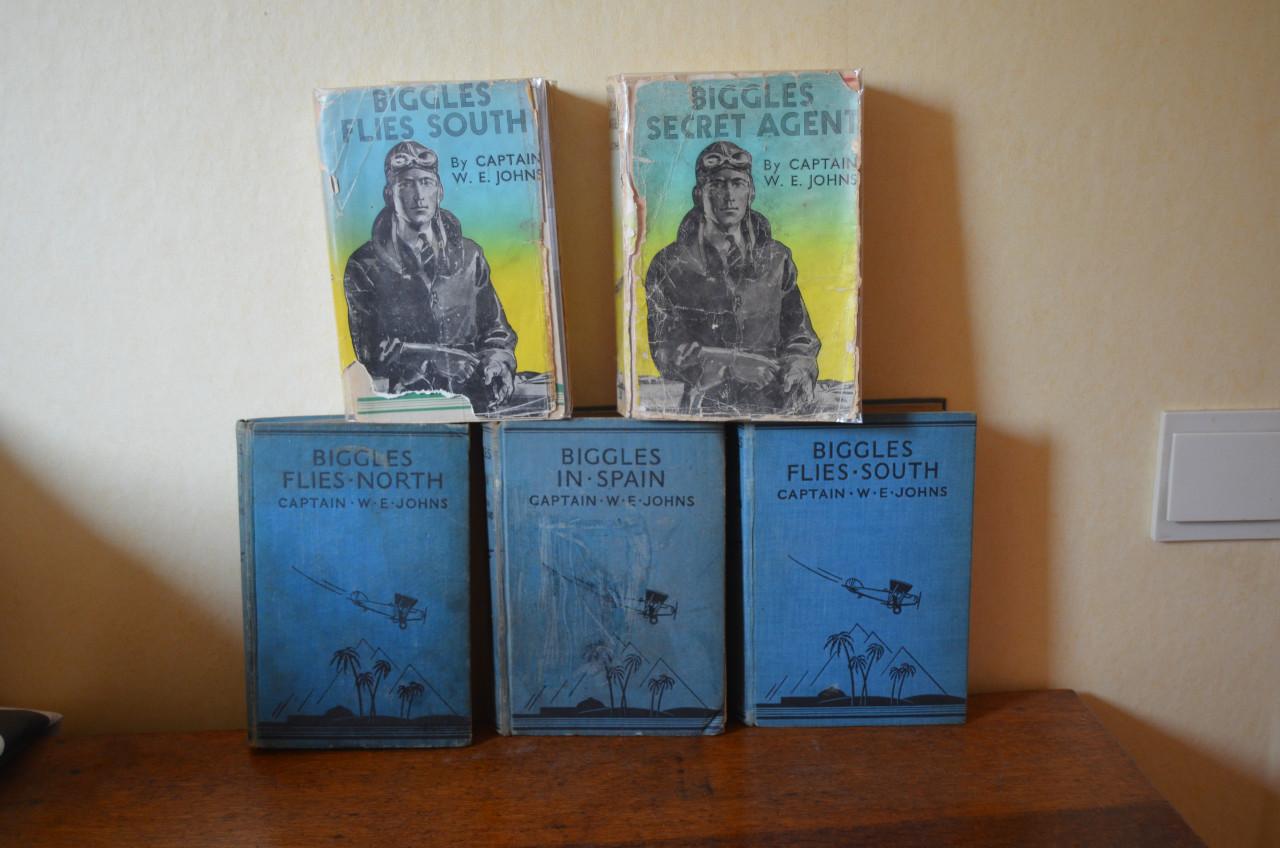 BIGGLES
FLIES SOUTH
By CAPTAIN
W. E. JOHNS
BIGGLES
SECRET AGENT
By CAPTAIN
W. E. JOHNS
BIGGLES
FLIES·NORTH
CAPTAIN·W·E·JOHNS
BIGGLES
IN·SPAIN
CAPTAIN·W·E·JOHNS
BIGGLES
FLIES·SOUTH
CAPTAIN·W·E·JOHNS